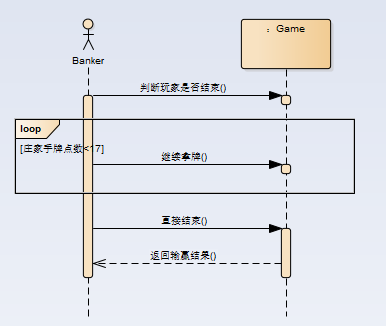 : Game
Banker
判断玩家是否结束()
loop
[庄家手牌点数<17]
继续拿牌()
直接结束()
返回输赢结果()